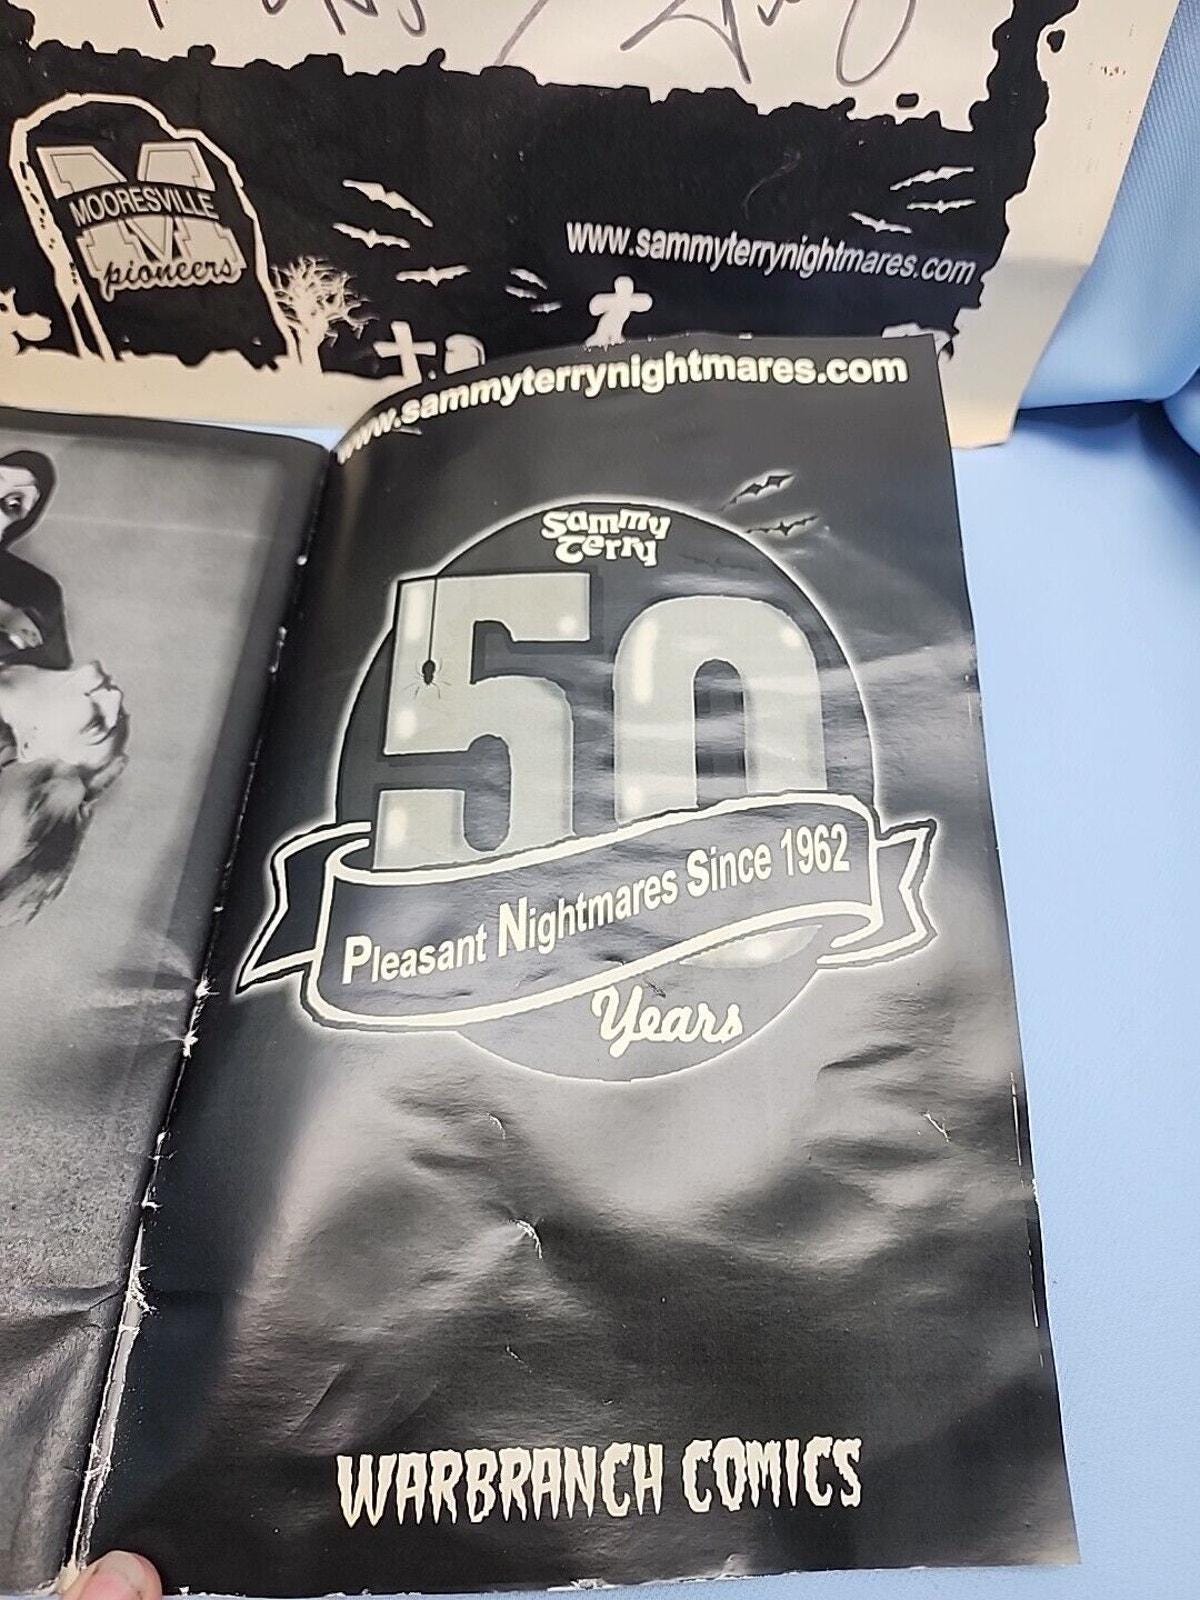 MOORESVILLE
pioneers
www.sammyterrynightmares.com
www.sammyterrynightmares.com
Sammy
Terry
50
Pleasant Nightmares Since 1962
Years
WARBRANCH COMICS